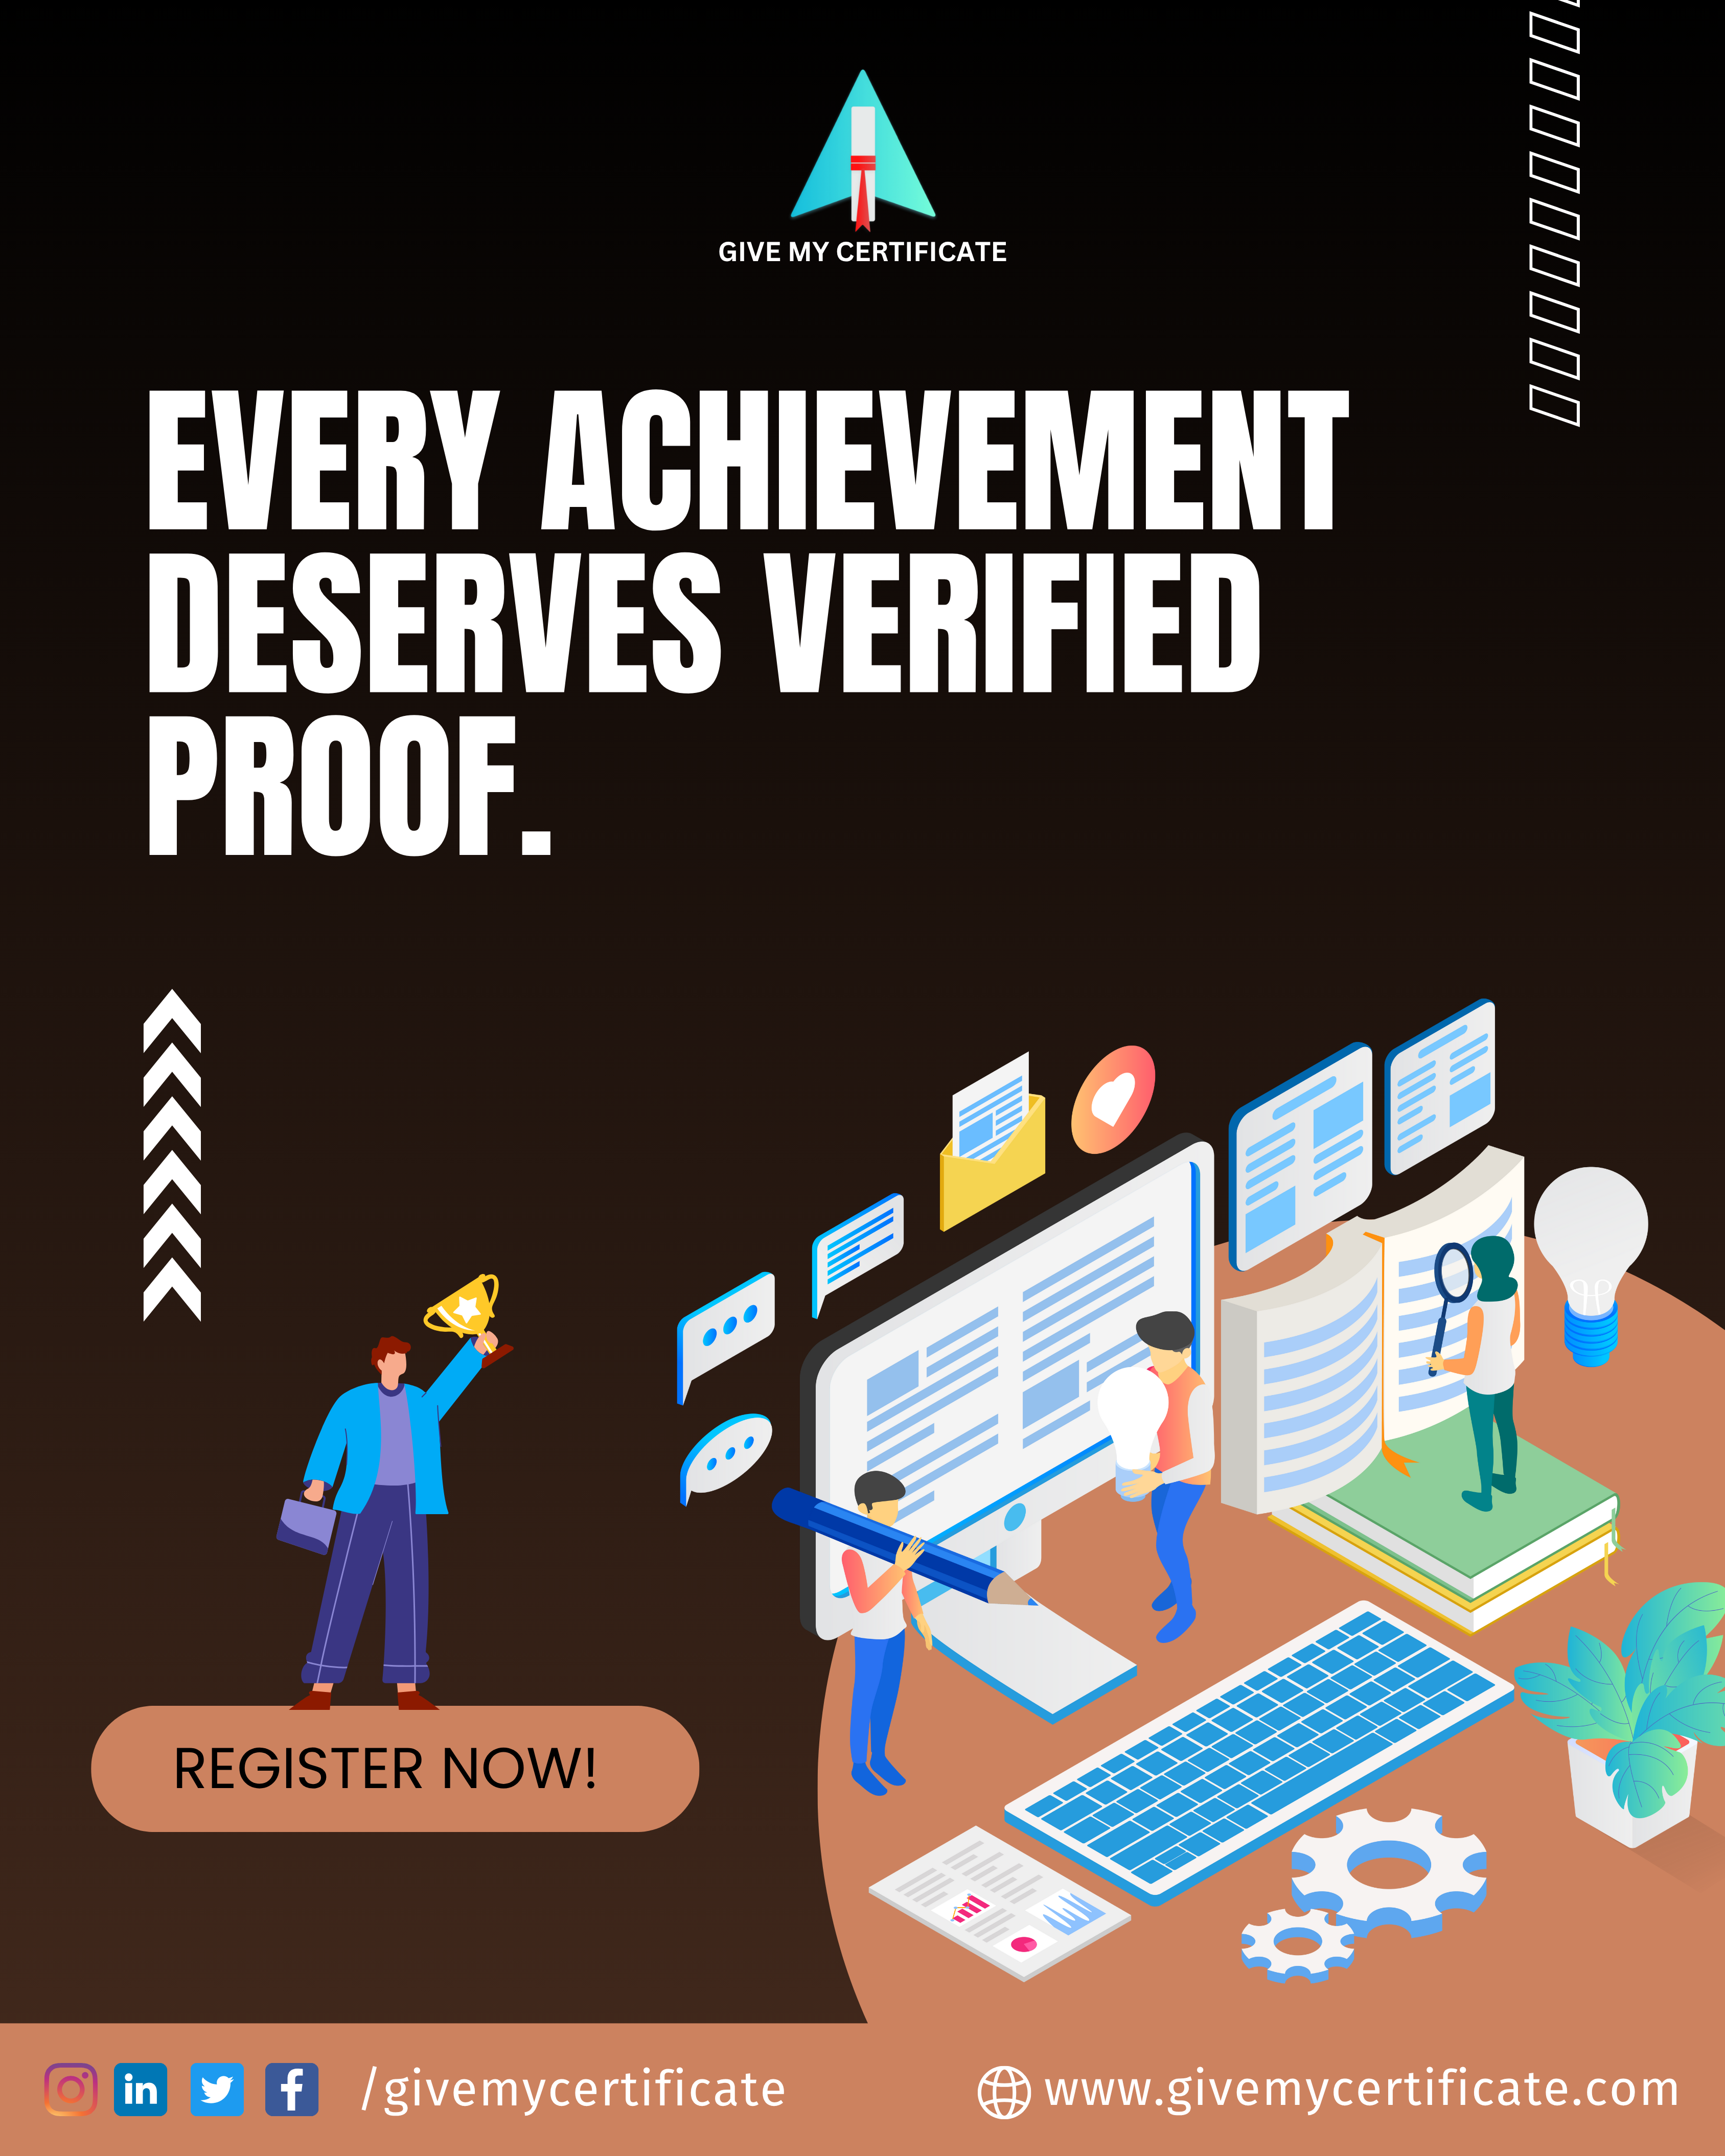 GIVE MY CERTIFICATE
EVERY ACHIEVEMENT
DESERVES VERIFIED
PROOF.
REGISTER NOW!
/givemycertificate
www.givemycertificate.com